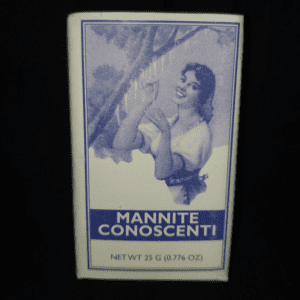 MANNITE
CONOSCENTI
NET WT 25 G (0.776 OZ)